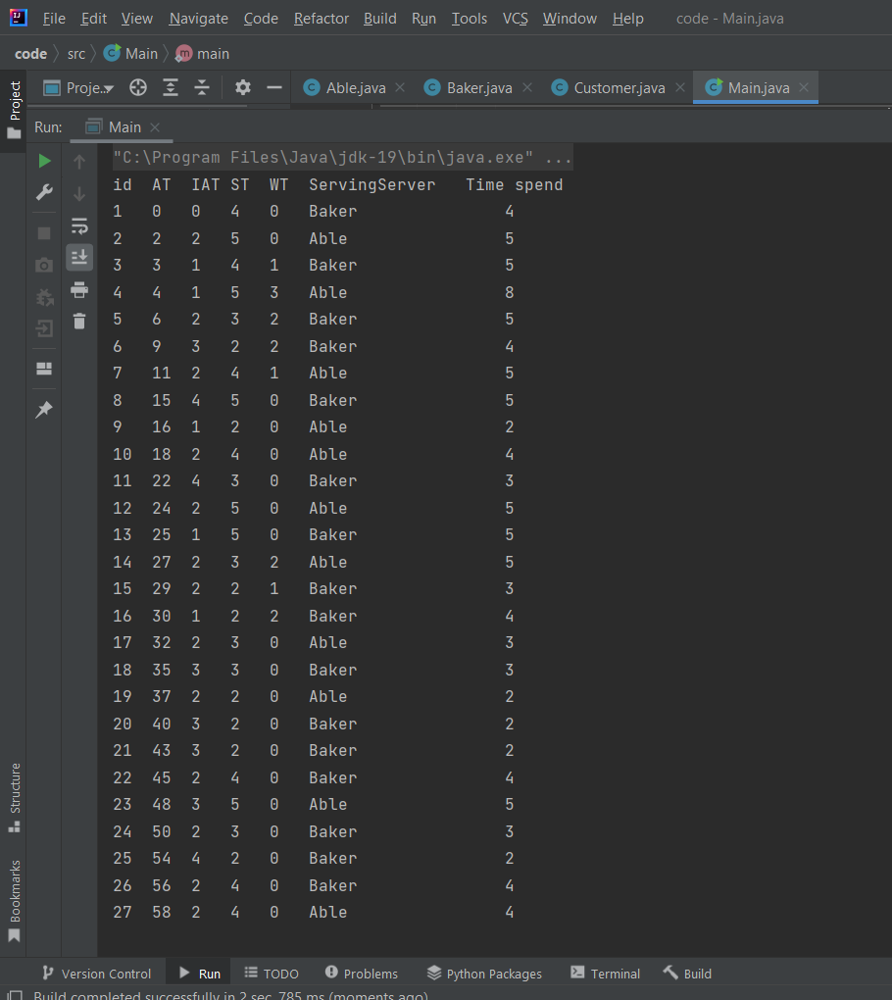 File Edit View Navigate Code Refactor Build Run Tools VCS Window Help code - Main.java
code src Main m main
Project
Proje.. Able.java Baker.java Customer.java Main.java
Run: Main
"C:\Program Files\Java\jdk-19\bin\java.exe" ...
id AT IAT ST WT ServingServer Time spend
1 0 0 4 0 Baker 4
2 2 2 5 0 Able 5
3 3 1 4 1 Baker 5
4 4 1 5 3 Able 8
5 6 2 3 2 Baker 5
6 9 3 2 2 Baker 4
7 11 2 4 1 Able 5
8 15 4 5 0 Baker 5
9 16 1 2 0 Able 2
10 18 2 4 0 Able 4
11 22 4 3 0 Baker 3
12 24 2 5 0 Able 5
13 25 1 5 0 Baker 5
14 27 2 3 2 Able 5
15 29 2 2 1 Baker 3
16 30 1 2 2 Baker 4
17 32 2 3 0 Able 3
18 35 3 3 0 Baker 3
19 37 2 2 0 Able 2
20 40 3 2 0 Baker 2
21 43 3 2 0 Baker 2
22 45 2 4 0 Baker 4
23 48 3 5 0 Able 5
24 50 2 3 0 Baker 3
25 54 4 2 0 Baker 2
26 56 2 4 0 Baker 4
27 58 2 4 0 Able 4
Structure
Bookmarks
Version Control Run TODO Problems Python Packages Terminal Build
Build completed successfully in 2 sec, 785 ms (moments ago)